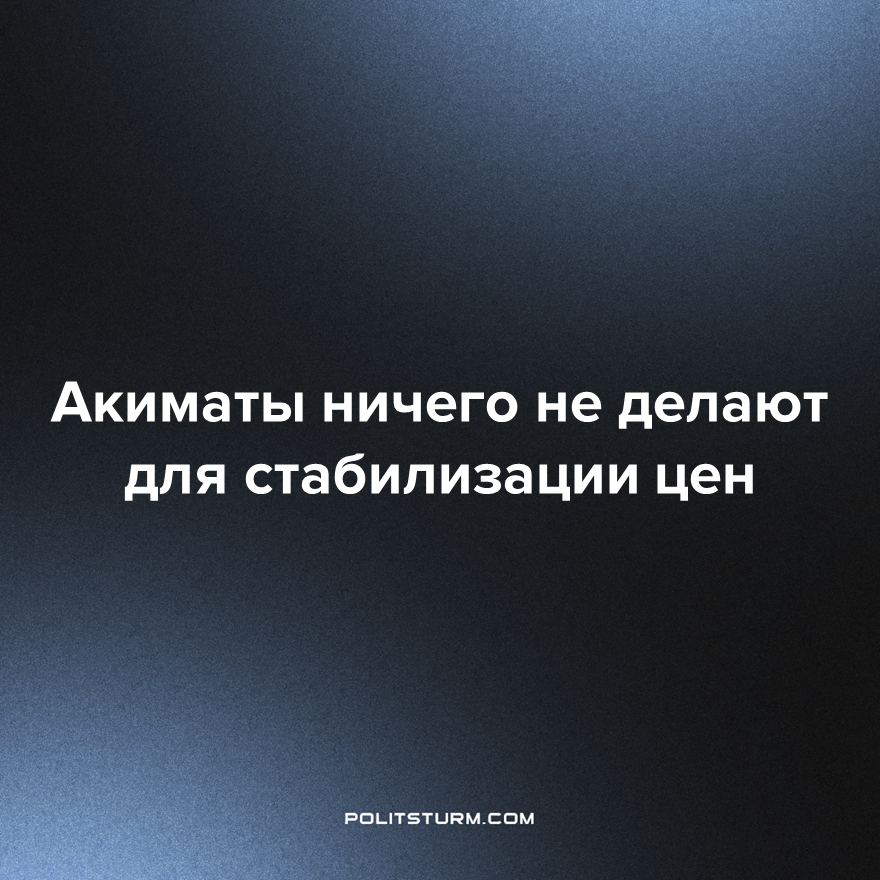 Акиматы ничего не делают
для стабилизации цен
POLITSTURM.COM